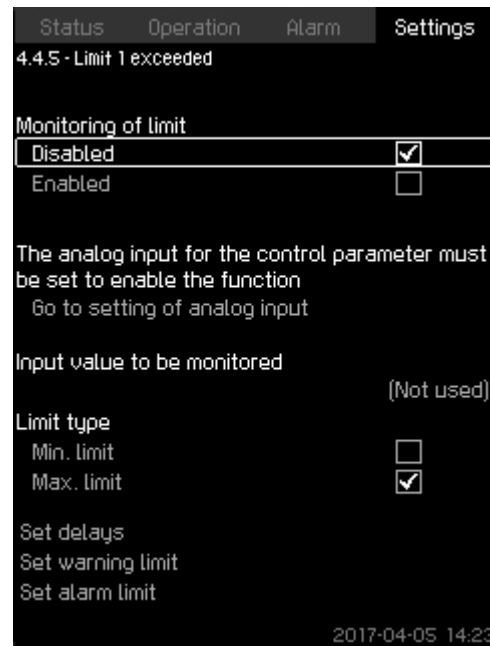 Status Operation Alarm Settings
4.4.5 - Limit 1 exceeded
Monitoring of limit
Disabled
Enabled
The analog input for the control parameter must
be set to enable the function
Go to setting of analog input
Input value to be monitored
(Not used)
Limit type
Min. limit
Max. limit
Set delays
Set warning limit
Set alarm limit
2017-04-05 14:23